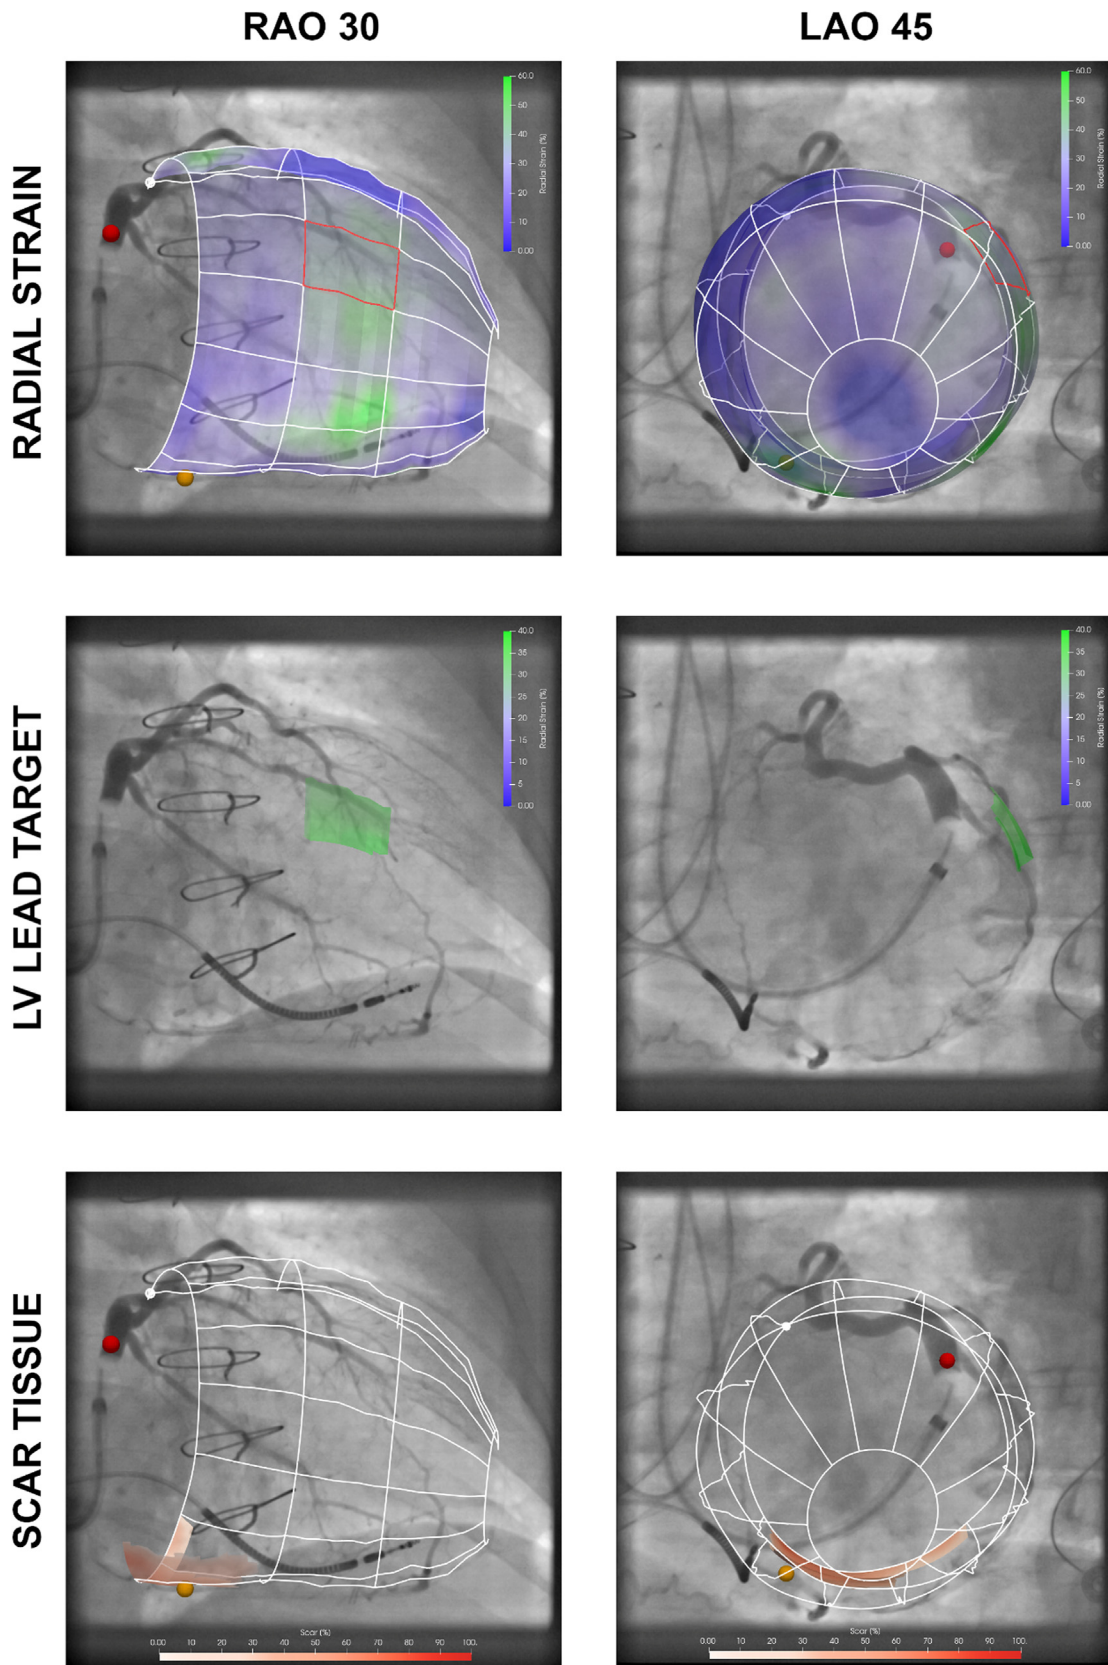 RAO 30
LAO 45
RADIAL STRAIN
60.0
50
40
30
20
10
0.00
Radial Strain (%)
60.0
50
40
30
20
10
0.00
Radial Strain (%)
LV LEAD TARGET
40.0
35
30
25
20
15
10
5
0.00
Radial Strain (%)
40.0
35
30
25
20
15
10
5
0.00
Radial Strain (%)
SCAR TISSUE
Scar (%)
0.00 10 20 30 40 50 60 70 80 90 100.
Scar (%)
0.00 10 20 30 40 50 60 70 80 90 100.